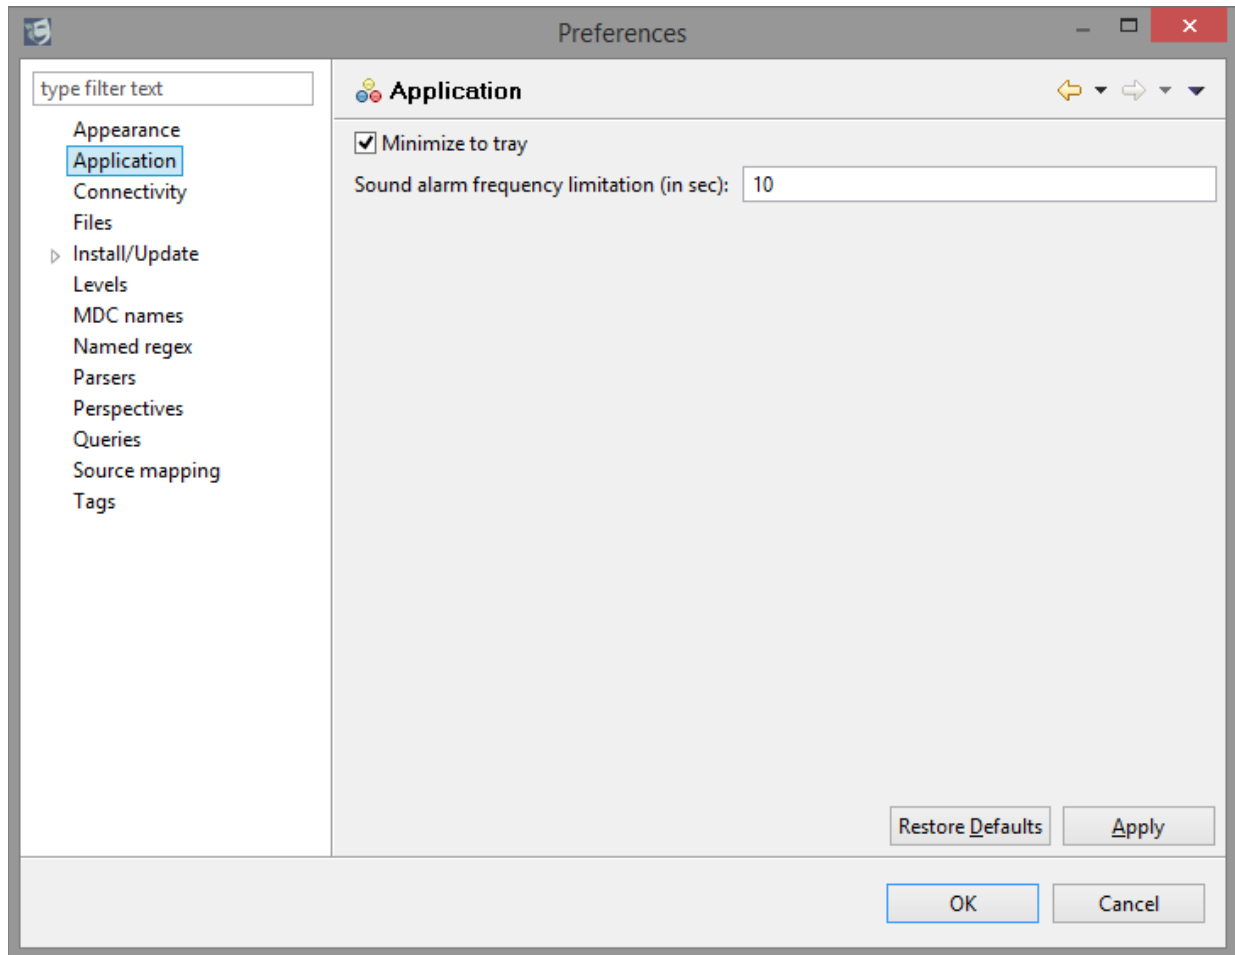 Preferences
type filter text
Appearance
Application
Connectivity
Files
Install/Update
Levels
MDC names
Named regex
Parsers
Perspectives
Queries
Source mapping
Tags
Application
Minimize to tray
Sound alarm frequency limitation (in sec): 10
Restore Defaults Apply
OK Cancel